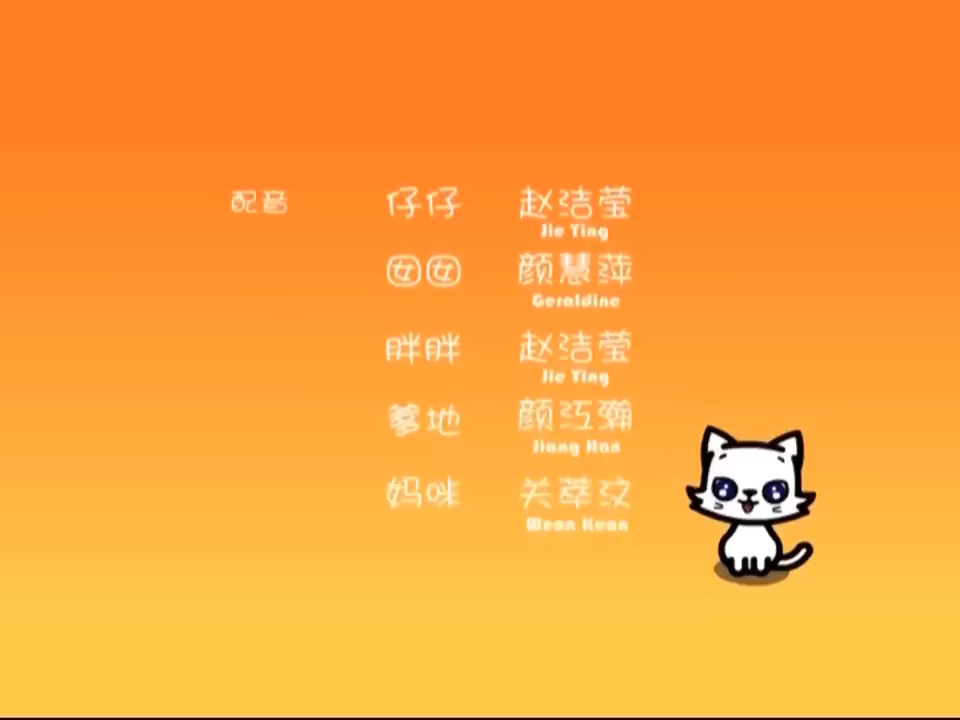 配音 仔仔 赵洁莹
Jie Ying
囡囡 颜慧萍
Geraldine
胖胖 赵洁莹
Jie Ying
爹地 颜江瀚
Jiang Han
妈咪 关萃汶
Wean Kuan